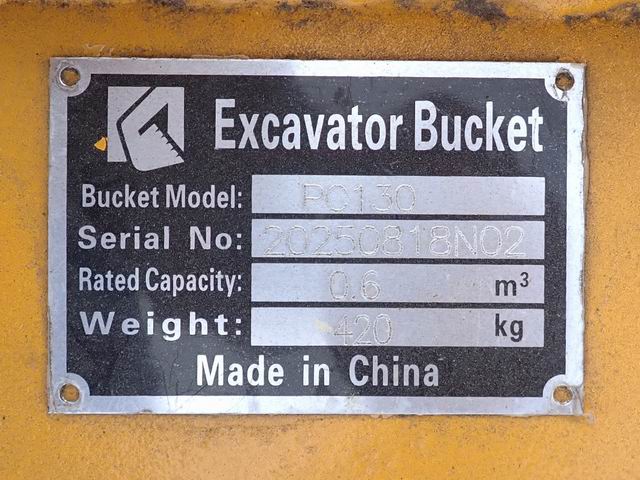 Excavator Bucket
Bucket Model: PC130
Serial No: 20250818N02
Rated Capacity: 0.6 m³
Weight: 420 kg
Made in China